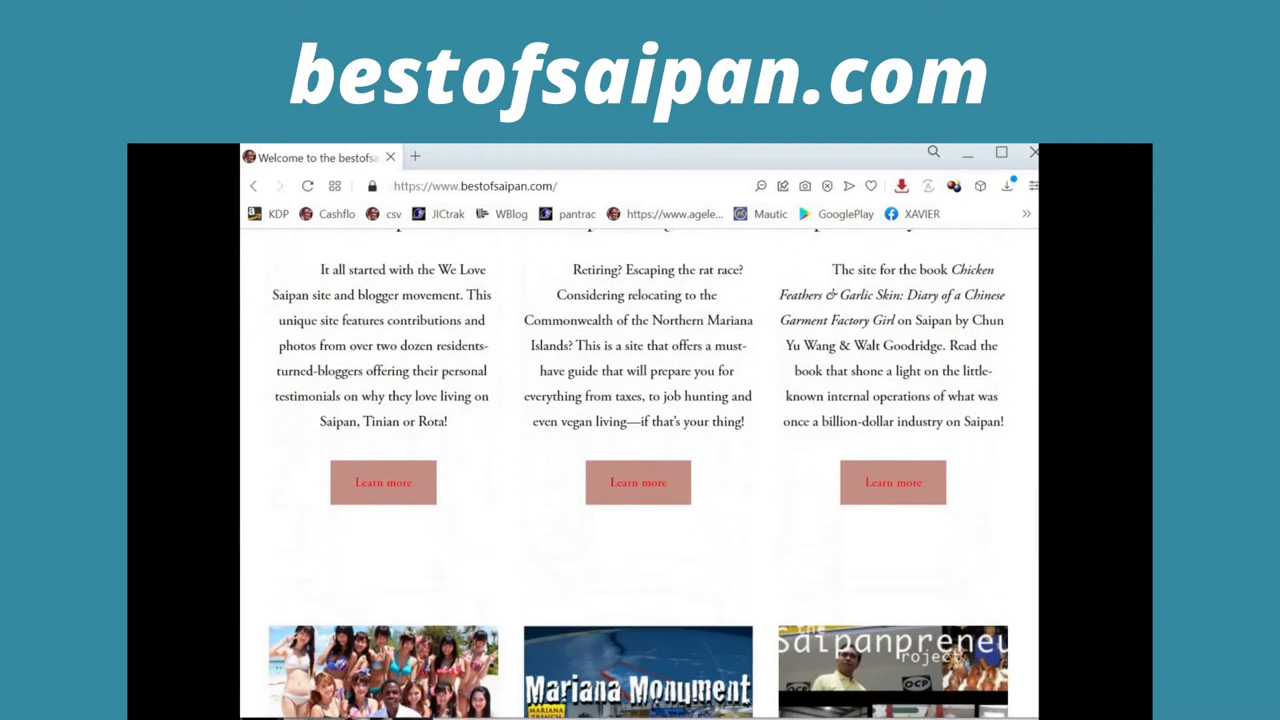 bestofsaipan.com
Welcome to the bestofsa
https://www.bestofsaipan.com/
KDP Cashflo csv JICtrak WBlog pantrac https://www.agele... Mautic GooglePlay XAVIER »
It all started with the We Love
Saipan site and blogger movement. This
unique site features contributions and
photos from over two dozen residents-
turned-bloggers offering their personal
testimonials on why they love living on
Saipan, Tinian or Rota!
Learn more
Retiring? Escaping the rat race?
Considering relocating to the
Commonwealth of the Northern Mariana
Islands? This is a site that offers a must-
have guide that will prepare you for
everything from taxes, to job hunting and
even vegan living—if that's your thing!
Learn more
The site for the book Chicken
Feathers & Garlic Skin: Diary of a Chinese
Garment Factory Girl on Saipan by Chun
Yu Wang & Walt Goodridge. Read the
book that shone a light on the little-
known internal operations of what was
once a billion-dollar industry on Saipan!
Learn more
Mariana Monument
MARIANA
TRENCH
the
Saipanpreneu
roject
OCP
OCP